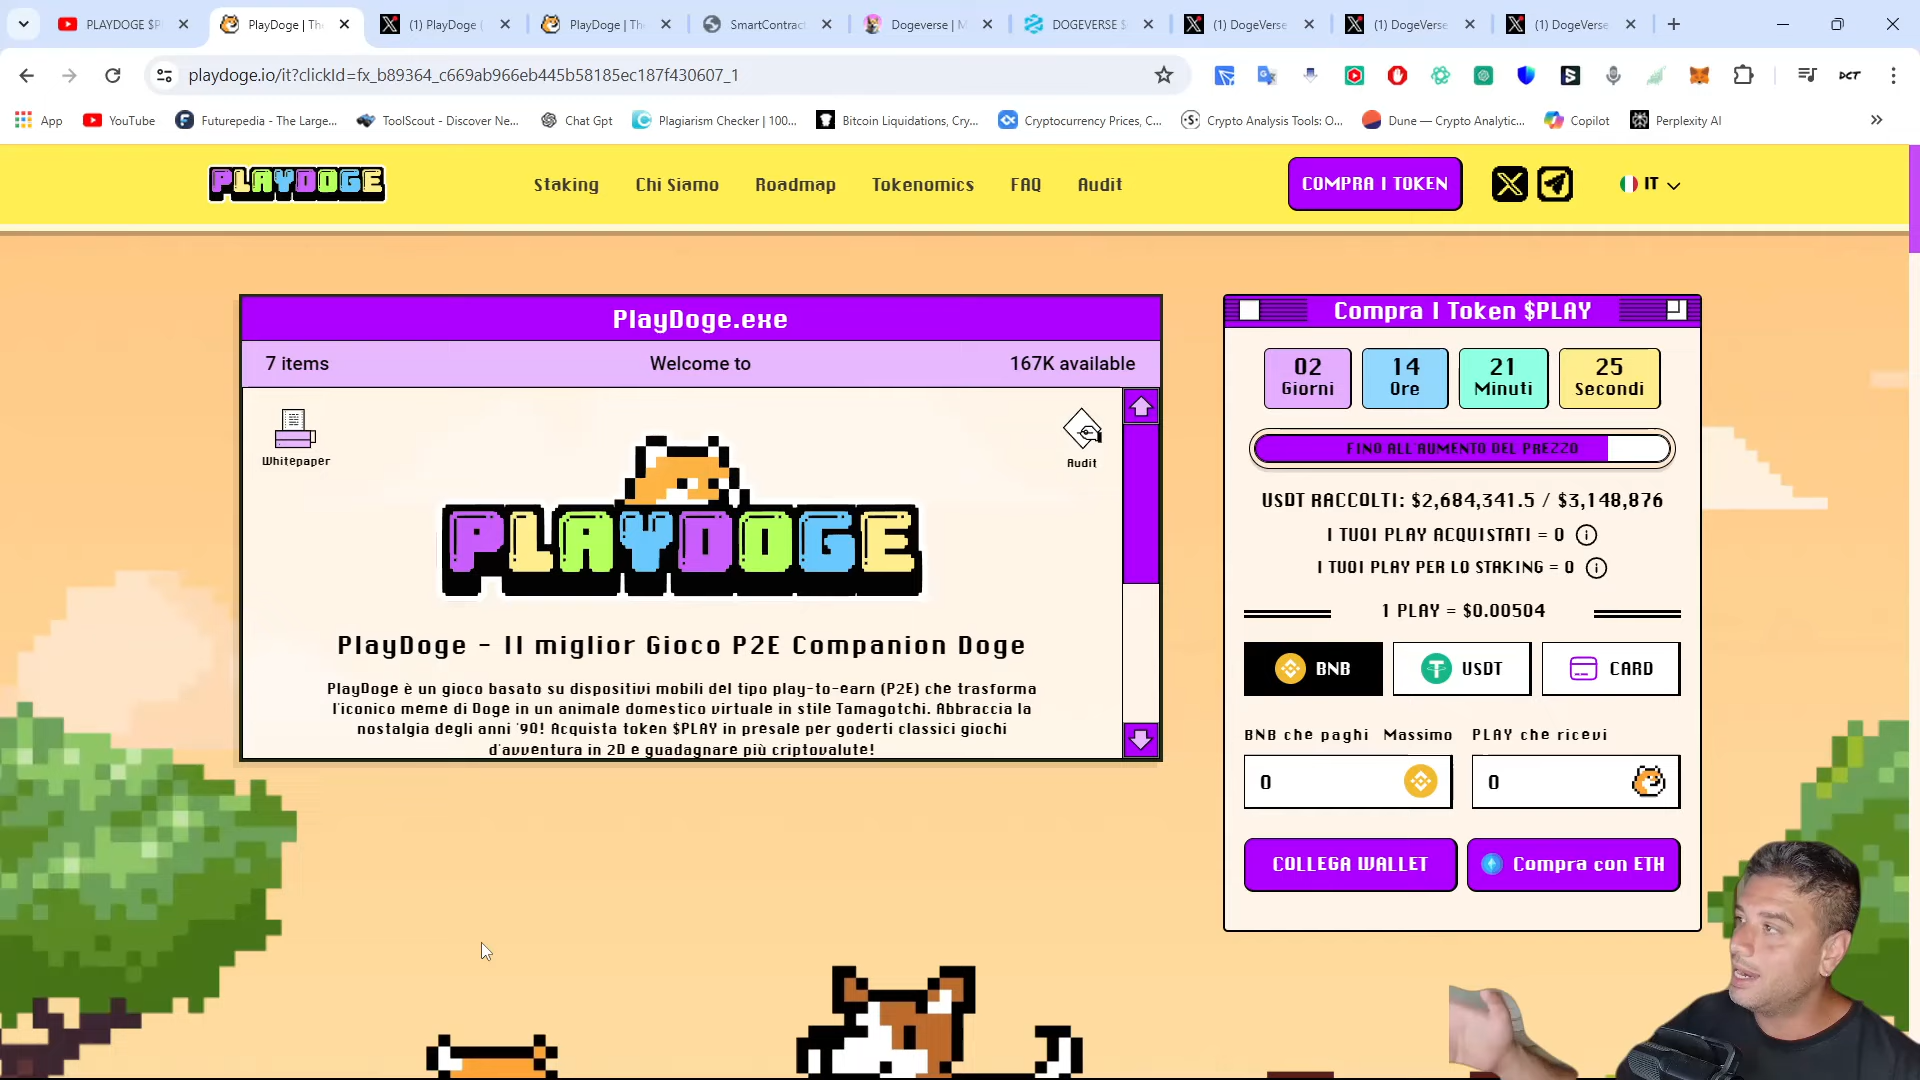 PLAYDOGE $P
PlayDoge | The
(1) PlayDoge (
PlayDoge | The
SmartContrac
Dogeverse | M
DOGEVERSE $
(1) DogeVerse
(1) DogeVerse
(1) DogeVerse
playdoge.io/it?clickId=fx_b89364_c669ab966eb445b58185ec187f430607_1
App
YouTube
Futurepedia - The Large...
ToolScout - Discover Ne...
Chat Gpt
Plagiarism Checker | 100...
Bitcoin Liquidations, Cry...
Cryptocurrency Prices, C...
Crypto Analysis Tools: O...
Dune — Crypto Analytic...
Copilot
Perplexity AI
PLAYDOGE
Staking
Chi Siamo
Roadmap
Tokenomics
FAQ
Audit
COMPRA I TOKEN
IT
PlayDoge.exe
7 items
Welcome to
167K available
Whitepaper
Audit
PLAYDOGE
PlayDoge - Il miglior Gioco P2E Companion Doge
PlayDoge è un gioco basato su dispositivi mobili del tipo play-to-earn (P2E) che trasforma
l'iconico meme di Doge in un animale domestico virtuale in stile Tamagotchi. Abbraccia la
nostalgia degli anni '90! Acquista token $PLAY in presale per goderti classici giochi
d'avventura in 2D e guadagnare più criptovalute!
Compra I Token $PLAY
02
Giorni
14
Ore
21
Minuti
25
Secondi
FINO ALL'AUMENTO DEL PREZZO
USDT RACCOLTI: $2,684,341.5 / $3,148,876
I TUOI PLAY ACQUISTATI = 0
I TUOI PLAY PER LO STAKING = 0
1 PLAY = $0.00504
BNB
USDT
CARD
BNB che paghi
Massimo
PLAY che ricevi
0
0
COLLEGA WALLET
Compra con ETH